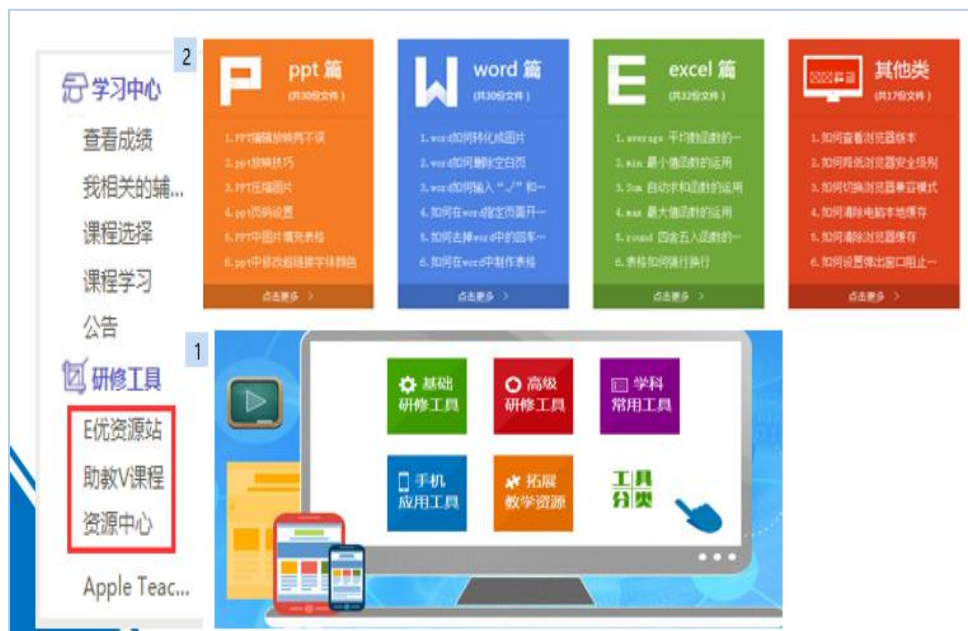 学习中心
查看成绩
我相关的辅...
课程选择
课程学习
公告
研修工具
E优资源站
助教V课程
资源中心
Apple Teac...
2
ppt 篇
(共30份文件)
1.PPT编辑放映两不误
2.ppt放映技巧
3.PPT压缩图片
4.ppt页码设置
5.PPT中图片填充表格
6.ppt中修改超链接字体颜色
点击更多 >
word 篇
(共30份文件)
1.word如何转化成图片
2.word如何删除空白页
3.word如何输入“√”和…
4.如何在word指定页面开…
5.如何去掉word中的回车…
6.如何在word中制作表格
点击更多 >
excel 篇
(共32份文件)
1.average 平均数函数的…
2.min 最小值函数的运用
3.Sum 自动求和函数的运用
4.max 最大值函数的运用
5.round 四舍五入函数的…
6.表格如何强行换行
点击更多 >
其他类
(共17份文件)
1.如何查看浏览器版本
2.如何降低浏览器安全级别
3.如何切换浏览器兼容模式
4.如何清除电脑本地缓存
5.如何清除浏览器缓存
6.如何设置弹出窗口阻止…
点击更多 >
1
基础
研修工具
高级
研修工具
学科
常用工具
手机
应用工具
拓展
教学资源
工具
分类